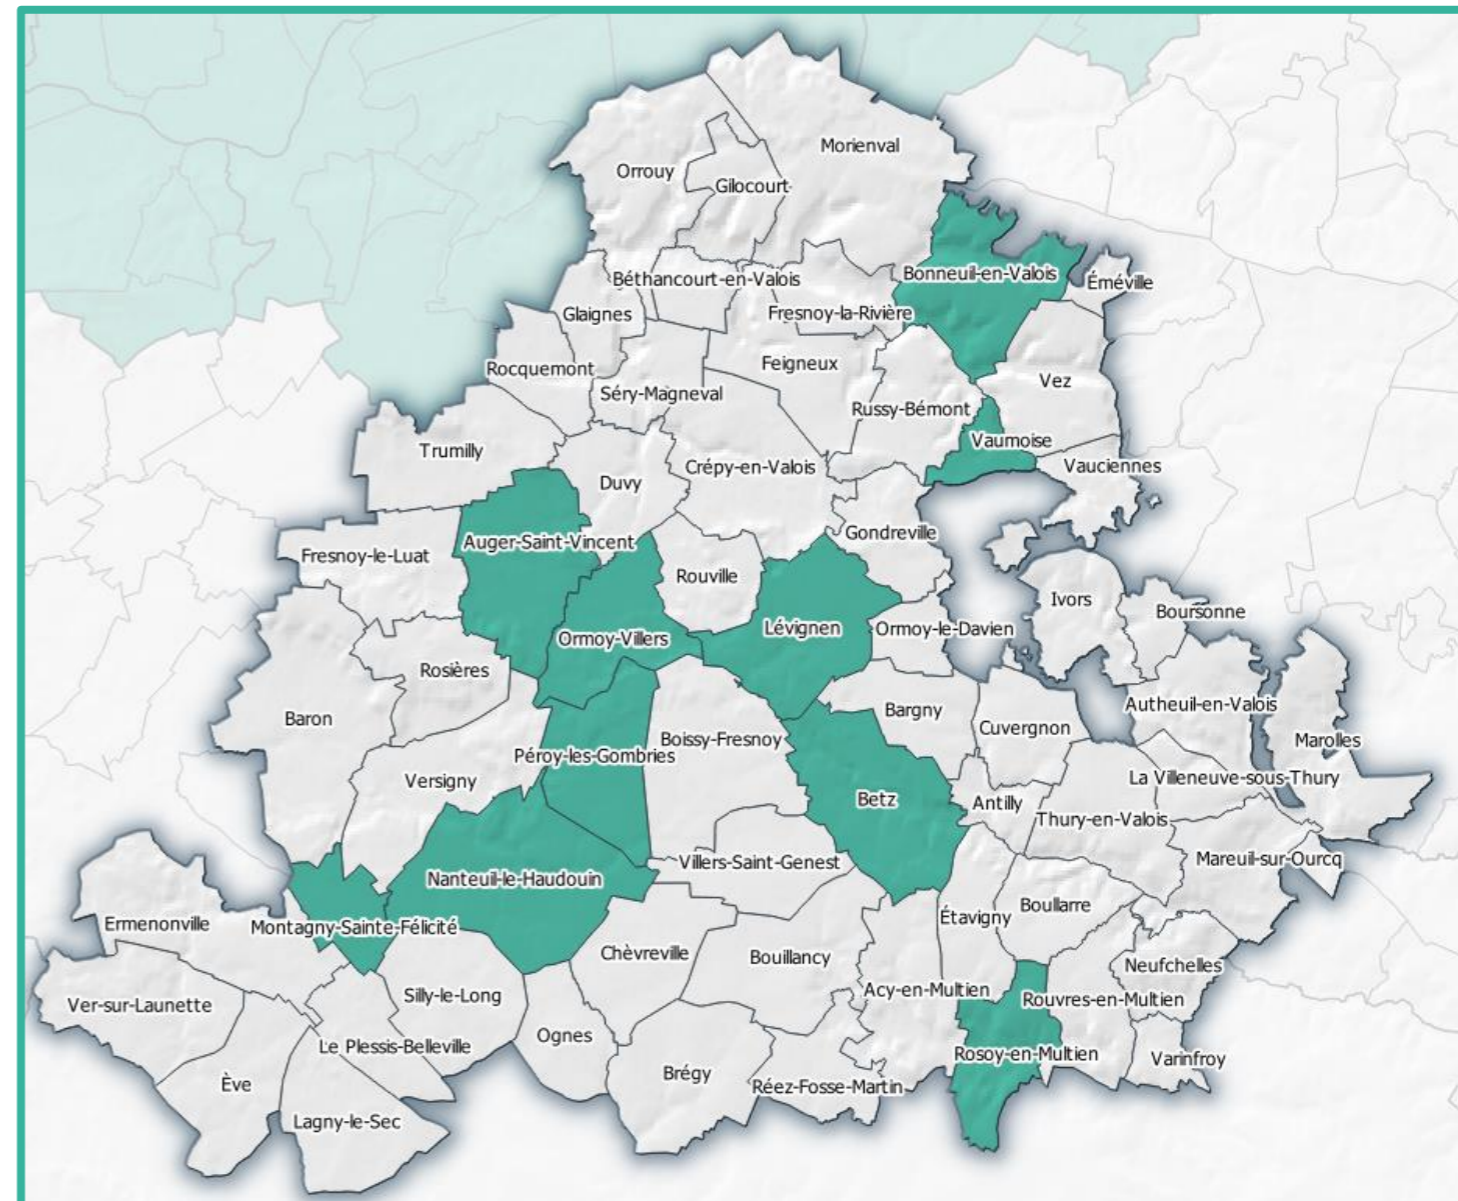 Morienval
Orrouy
Gilocourt
Bonneuil-en-Valois
Béthancourt-en-Valois
Éméville
Glaignes
Fresnoy-la-Rivière
Rocquemont
Feigneux
Vez
Séry-Magneval
Russy-Bémont
Vaumoise
Trumilly
Crépy-en-Valois
Vauciennes
Duvy
Gondreville
Auger-Saint-Vincent
Fresnoy-le-Luat
Rouville
Ivors
Boursonne
Lévignen
Ormoy-le-Davien
Ormoy-Villers
Rosières
Autheuil-en-Valois
Bargny
Baron
Cuvergnon
Boissy-Fresnoy
Marolles
Péroy-les-Gombries
La Villeneuve-sous-Thury
Versigny
Betz
Antilly
Thury-en-Valois
Mareuil-sur-Ourcq
Villers-Saint-Genest
Nanteuil-le-Haudouin
Boullarre
Étavigny
Ermenonville
Montagny-Sainte-Félicité
Chèvreville
Bouillancy
Neufchelles
Acy-en-Multien
Silly-le-Long
Rouvres-en-Multien
Ver-sur-Launette
Ognes
Le Plessis-Belleville
Rosoy-en-Multien
Varinfroy
Brégy
Ève
Réez-Fosse-Martin
Lagny-le-Sec